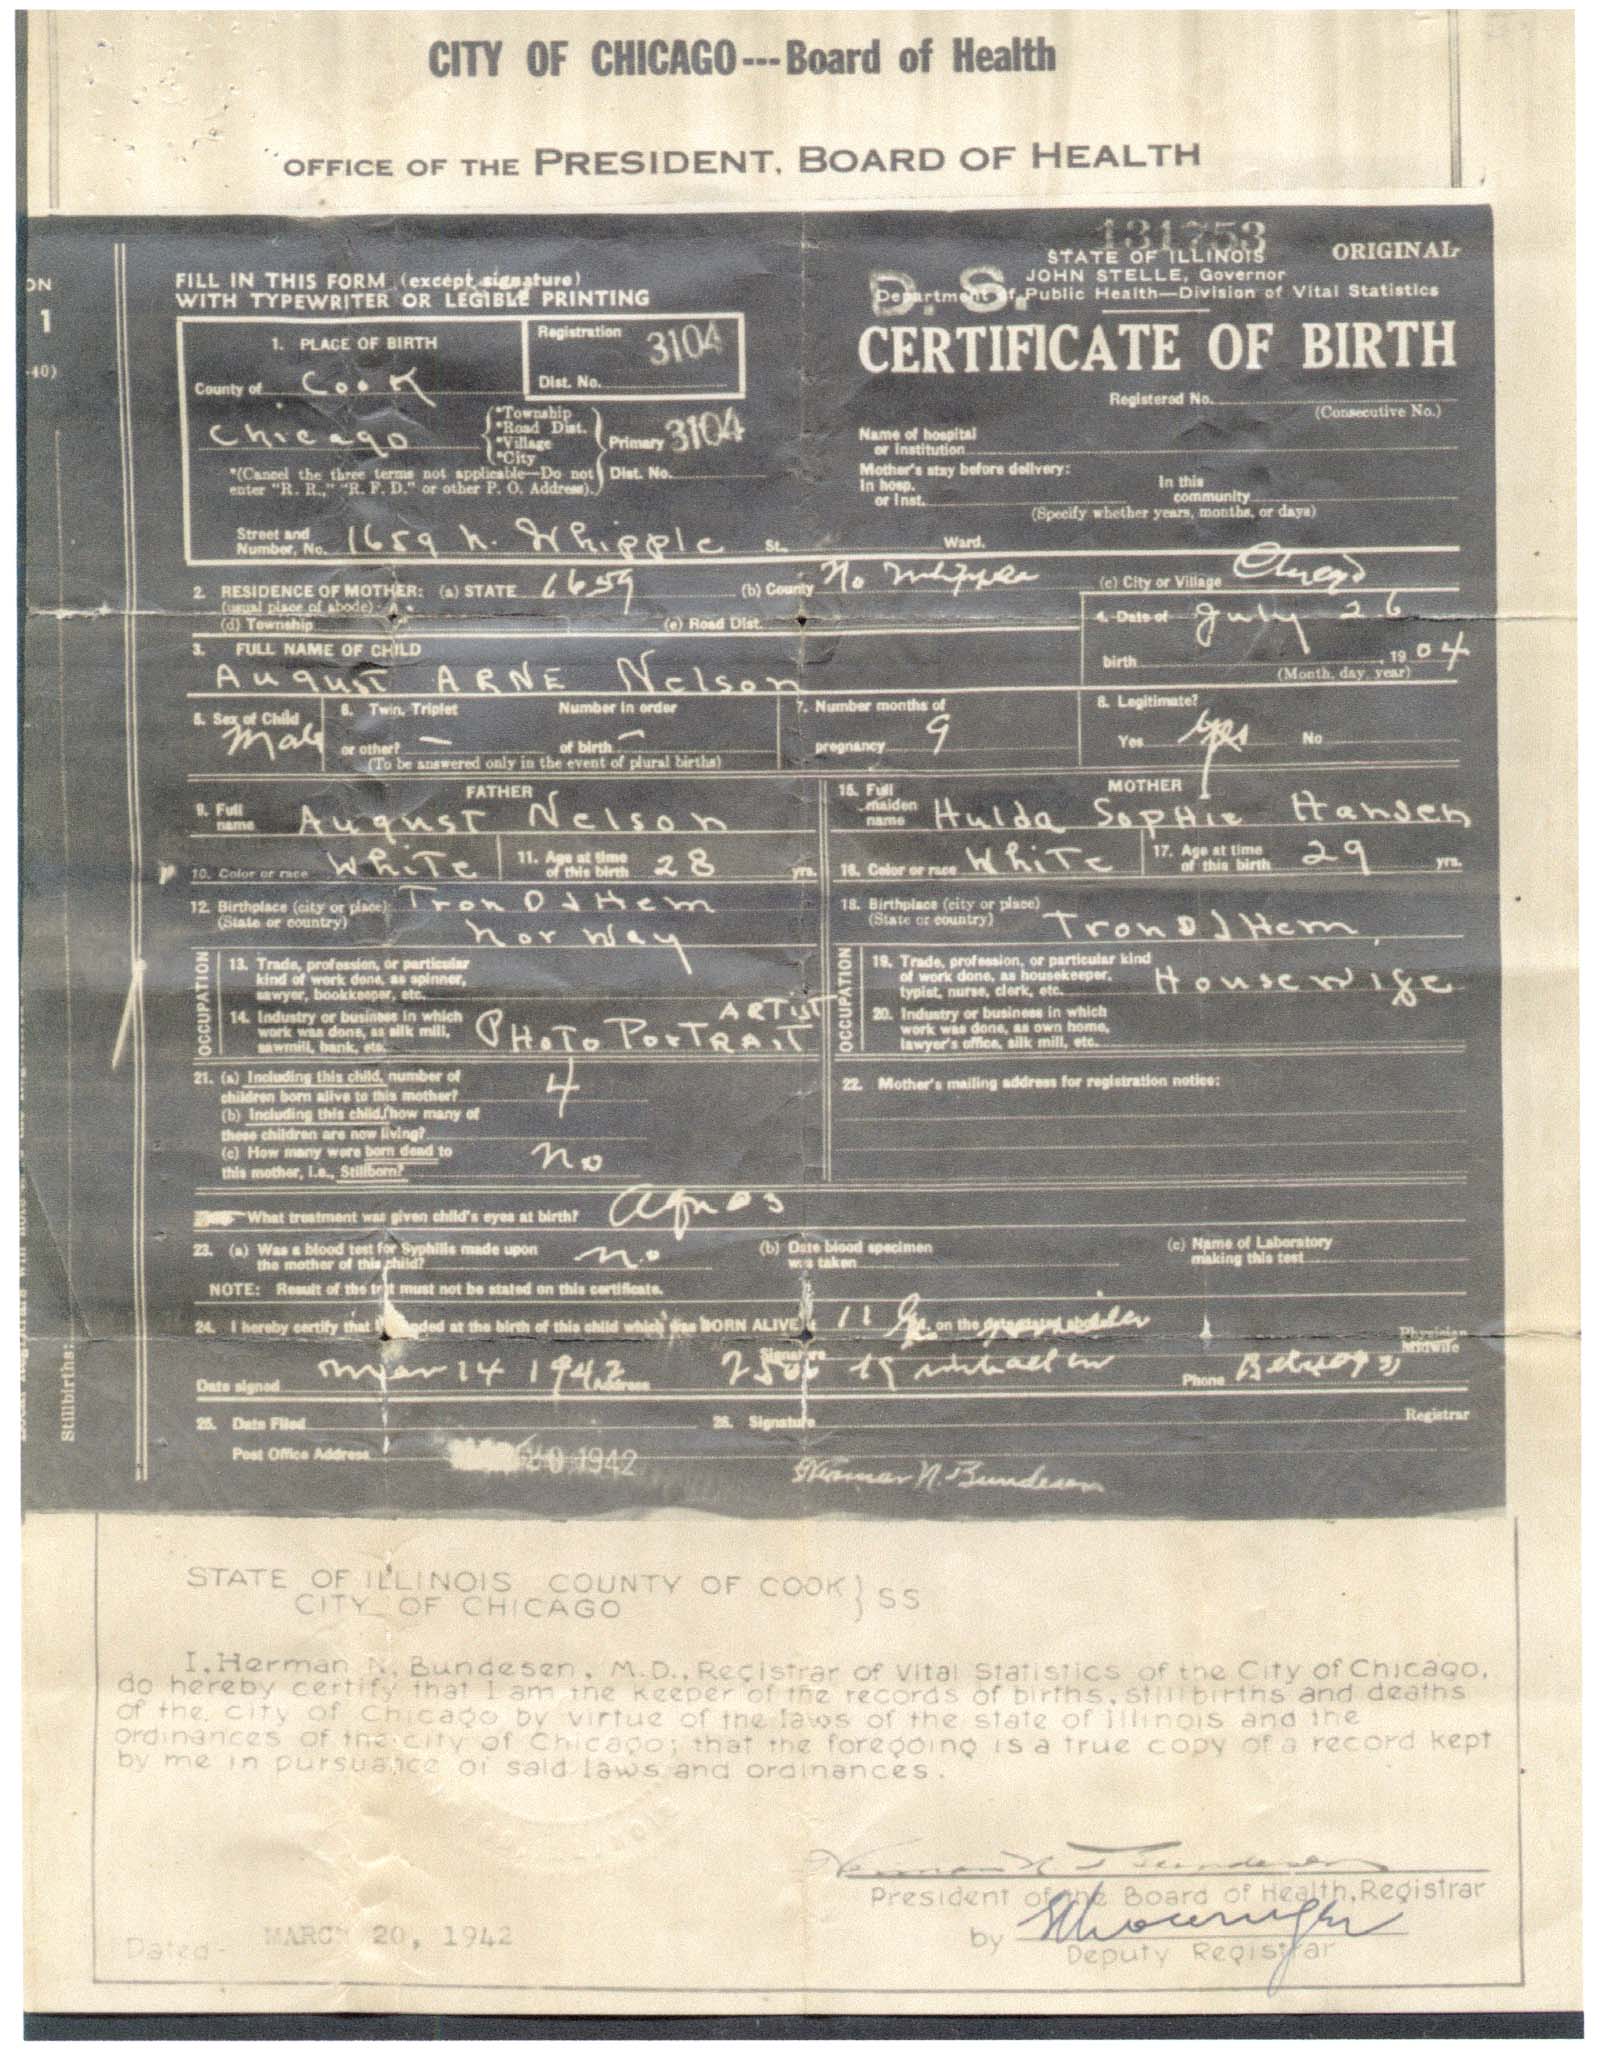 CITY OF CHICAGO---Board of Health
OFFICE OF THE PRESIDENT, BOARD OF HEALTH
131753
STATE OF ILLINOIS
ORIGINAL
JOHN STELLE, Governor
D. S.
Department of Public Health—Division of Vital Statistics
CERTIFICATE OF BIRTH
ON
1
40)
FILL IN THIS FORM (except signature)
WITH TYPEWRITER OR LEGIBLE PRINTING
1. PLACE OF BIRTH
Registration 3104
Dist. No.
County of Cook
Chicago
*Township
*Road Dist.
*Village
*City
Primary 3104
Dist. No.
*(Cancel the three terms not applicable—Do not
enter "R. R.," "R. F. D." or other P. O. Address).
Street and
Number, No. 1659 N. Whipple St. Ward.
Registered No.
(Consecutive No.)
Name of hospital
or Institution
Mother's stay before delivery:
In hosp.
or Inst.
In this
community
(Specify whether years, months, or days)
2. RESIDENCE OF MOTHER: (a) STATE 1659 (b) County No Whipple (c) City or Village Chicago
(usual place of abode)
(d) Township (e) Road Dist.
3. FULL NAME OF CHILD
August ARNE Nelson
4. Date of July 26
birth 1904
(Month, day, year)
5. Sex of Child
Male
6. Twin, Triplet Number in order
or other? — of birth —
(To be answered only in the event of plural births)
7. Number months of
pregnancy 9
8. Legitimate?
Yes Yes No
FATHER
9. Full
name August Nelson
10. Color or race White
11. Age at time
of this birth 28 yrs.
12. Birthplace (city or place) TronDJHem
(State or country) Norway
OCCUPATION
13. Trade, profession, or particular
kind of work done, as spinner,
sawyer, bookkeeper, etc.
14. Industry or business in which
work was done, as silk mill,
sawmill, bank, etc.
ARTIST
PHoTo PorTRAiT
MOTHER
15. Full
maiden
name Hulda Sophie Hansen
16. Color or race White
17. Age at time
of this birth 29 yrs.
18. Birthplace (city or place)
(State or country) TronDJHem,
OCCUPATION
19. Trade, profession, or particular kind
of work done, as housekeeper,
typist, nurse, clerk, etc. Housewife
20. Industry or business in which
work was done, as own home,
lawyer's office, silk mill, etc.
21. (a) Including this child, number of
children born alive to this mother? 4
(b) Including this child, how many of
these children are now living?
(c) How many were born dead to
this mother, i.e., Stillborn? No
22. Mother's mailing address for registration notice:
What treatment was given child's eyes at birth?
23. (a) Was a blood test for Syphilis made upon
the mother of this child? No
(b) Date blood specimen
was taken
(c) Name of Laboratory
making this test
NOTE: Result of the test must not be stated on this certificate.
24. I hereby certify that I attended at the birth of this child which was BORN ALIVE at 11 on the date stated above
Signature
Physician
Midwife
Date signed Mar 14 1942 Address 2500 Phone
25. Date Filed
26. Signature
Registrar
Post Office Address
20 1942
Herman N. Bundesen
Stillbirths:
STATE OF ILLINOIS COUNTY OF COOK } SS
CITY OF CHICAGO
I, Herman N. Bundesen, M.D., Registrar of Vital Statistics of the City of Chicago,
do hereby certify that I am the keeper of the records of births, stillbirths and deaths
of the city of Chicago by virtue of the laws of the state of Illinois and the
ordinances of the city of Chicago; that the foregoing is a true copy of a record kept
by me in pursuance of said laws and ordinances.
Herman N Bundesen
President of the Board of Health, Registrar
by
Deputy Registrar
Dated- MARCH 20, 1942